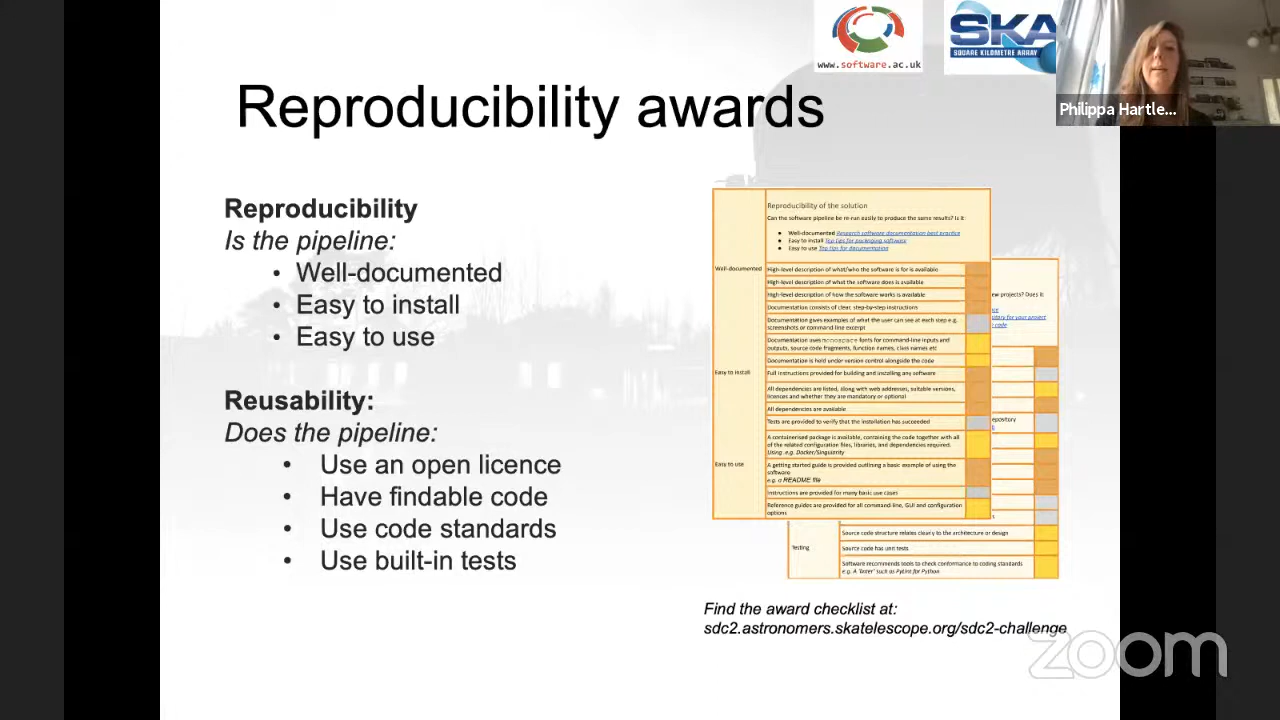 www.software.ac.uk
SKA
SQUARE KILOMETRE ARRAY
Philippa Hartle...
Reproducibility awards
Reproducibility
Is the pipeline:
• Well-documented
• Easy to install
• Easy to use
Reusability:
Does the pipeline:
• Use an open licence
• Have findable code
• Use code standards
• Use built-in tests
Reproducibility of the solution
Can the software pipeline be re-run easily to produce the same results? Is it:
● Well-documented Research software documentation best practice
● Easy to install Top tips for packaging software
● Easy to use Top tips for documentation
Well-documented
High-level description of what/who the software is for is available
High-level description of what the software does is available
High-level description of how the software works is available
Documentation consists of clear, step-by-step instructions
Documentation gives examples of what the user can see at each step e.g.
screenshots or command-line excerpt
Documentation uses monospace fonts for command-line inputs and
outputs, source code fragments, function names, class names etc
Documentation is held under version control alongside the code
Easy to install
Full instructions provided for building and installing any software
All dependencies are listed, along with web addresses, suitable versions,
licences and whether they are mandatory or optional
All dependencies are available
Tests are provided to verify that the installation has succeeded
A containerised package is available, containing the code together with all
of the related configuration files, libraries, and dependencies required.
Using .e.g. Docker/Singularity
Easy to use
A getting started guide is provided outlining a basic example of using the
software
e.g. a README file
Instructions are provided for many basic use cases
Reference guides are provided for all command-line, GUI and configuration
options
ew projects? Does it:
tory for your project
code
epository
Testing
Source code structure relates clearly to the architecture or design
Source code has unit tests
Software recommends tools to check conformance to coding standards
e.g. A 'linter' such as PyLint for Python
Find the award checklist at:
sdc2.astronomers.skatelescope.org/sdc2-challenge
zoom